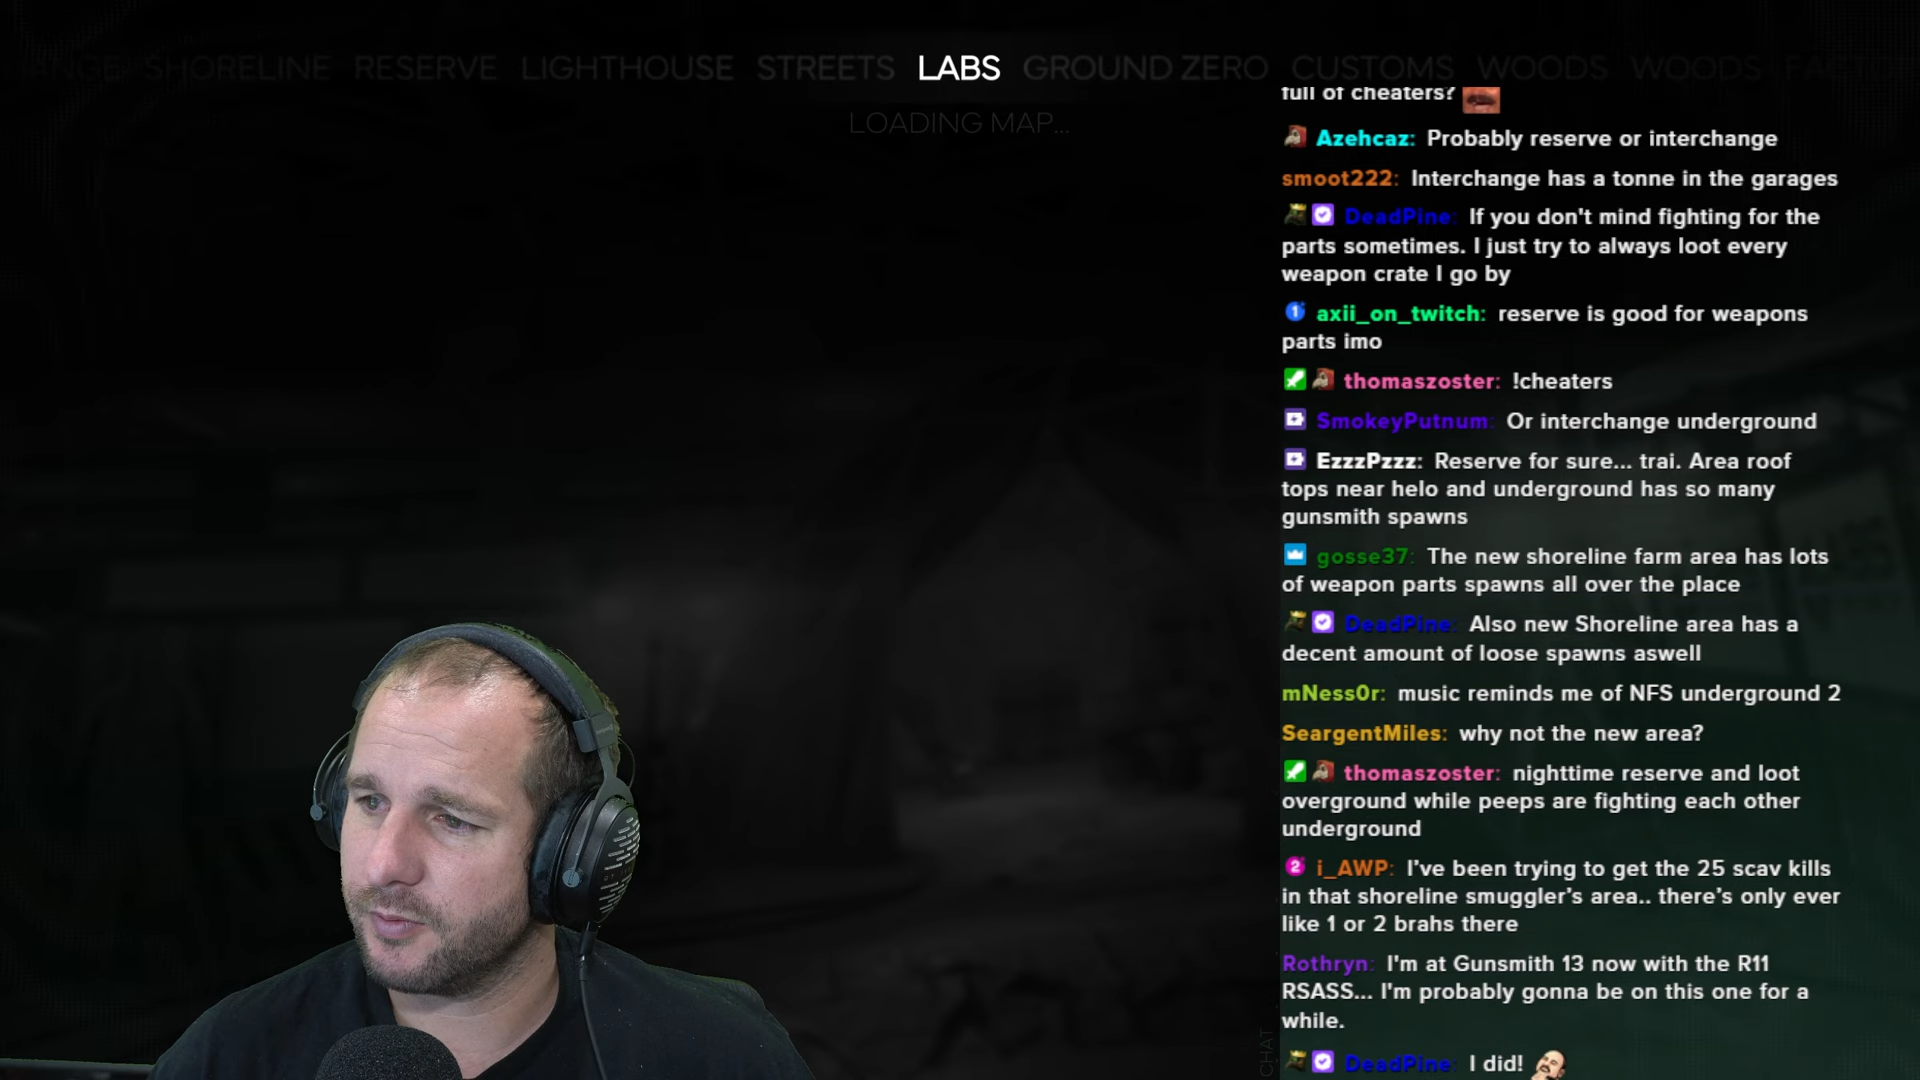 ANGE SHORELINE RESERVE LIGHTHOUSE STREETS LABS GROUND ZERO CUSTOMS WOODS WOODS
LOADING MAP...
full of cheaters?
Azehcaz: Probably reserve or interchange
smoot222: Interchange has a tonne in the garages
DeadPine: If you don't mind fighting for the
parts sometimes. I just try to always loot every
weapon crate I go by
axii_on_twitch: reserve is good for weapons
parts imo
thomaszoster: !cheaters
SmokeyPutnum: Or interchange underground
EzzzPzzz: Reserve for sure... trai. Area roof
tops near helo and underground has so many
gunsmith spawns
gosse37: The new shoreline farm area has lots
of weapon parts spawns all over the place
DeadPine: Also new Shoreline area has a
decent amount of loose spawns aswell
mNess0r: music reminds me of NFS underground 2
SeargentMiles: why not the new area?
thomaszoster: nighttime reserve and loot
overground while peeps are fighting each other
underground
i_AWP: I've been trying to get the 25 scav kills
in that shoreline smuggler's area.. there's only ever
like 1 or 2 brahs there
Rothryn: I'm at Gunsmith 13 now with the R11
RSASS... I'm probably gonna be on this one for a
while.
DeadPine: I did!
CHAT